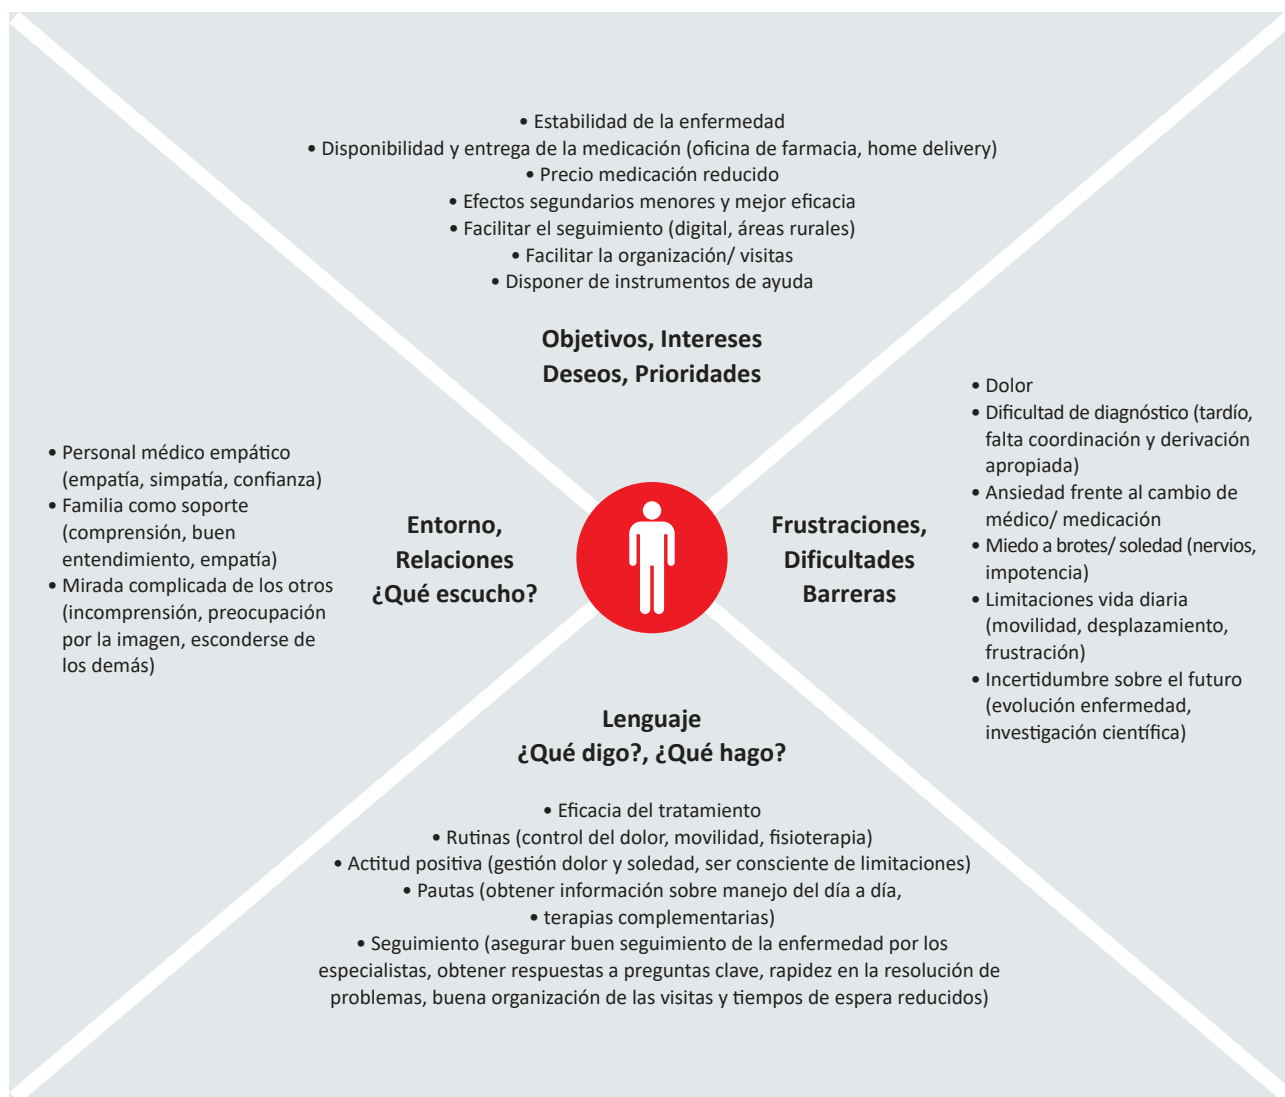 • Estabilidad de la enfermedad
• Disponibilidad y entrega de la medicación (oficina de farmacia, home delivery)
• Precio medicación reducido
• Efectos segundarios menores y mejor eficacia
• Facilitar el seguimiento (digital, áreas rurales)
• Facilitar la organización/ visitas
• Disponer de instrumentos de ayuda
Objetivos, Intereses
Deseos, Prioridades
• Personal médico empático
(empatía, simpatía, confianza)
• Familia como soporte
(comprensión, buen
entendimiento, empatía)
• Mirada complicada de los otros
(incomprensión, preocupación
por la imagen, esconderse de
los demás)
Entorno,
Relaciones
¿Qué escucho?
Frustraciones,
Dificultades
Barreras
• Dolor
• Dificultad de diagnóstico (tardío,
falta coordinación y derivación
apropiada)
• Ansiedad frente al cambio de
médico/ medicación
• Miedo a brotes/ soledad (nervios,
impotencia)
• Limitaciones vida diaria
(movilidad, desplazamiento,
frustración)
• Incertidumbre sobre el futuro
(evolución enfermedad,
investigación científica)
Lenguaje
¿Qué digo?, ¿Qué hago?
• Eficacia del tratamiento
• Rutinas (control del dolor, movilidad, fisioterapia)
• Actitud positiva (gestión dolor y soledad, ser consciente de limitaciones)
• Pautas (obtener información sobre manejo del día a día,
• terapias complementarias)
• Seguimiento (asegurar buen seguimiento de la enfermedad por los
especialistas, obtener respuestas a preguntas clave, rapidez en la resolución de
problemas, buena organización de las visitas y tiempos de espera reducidos)